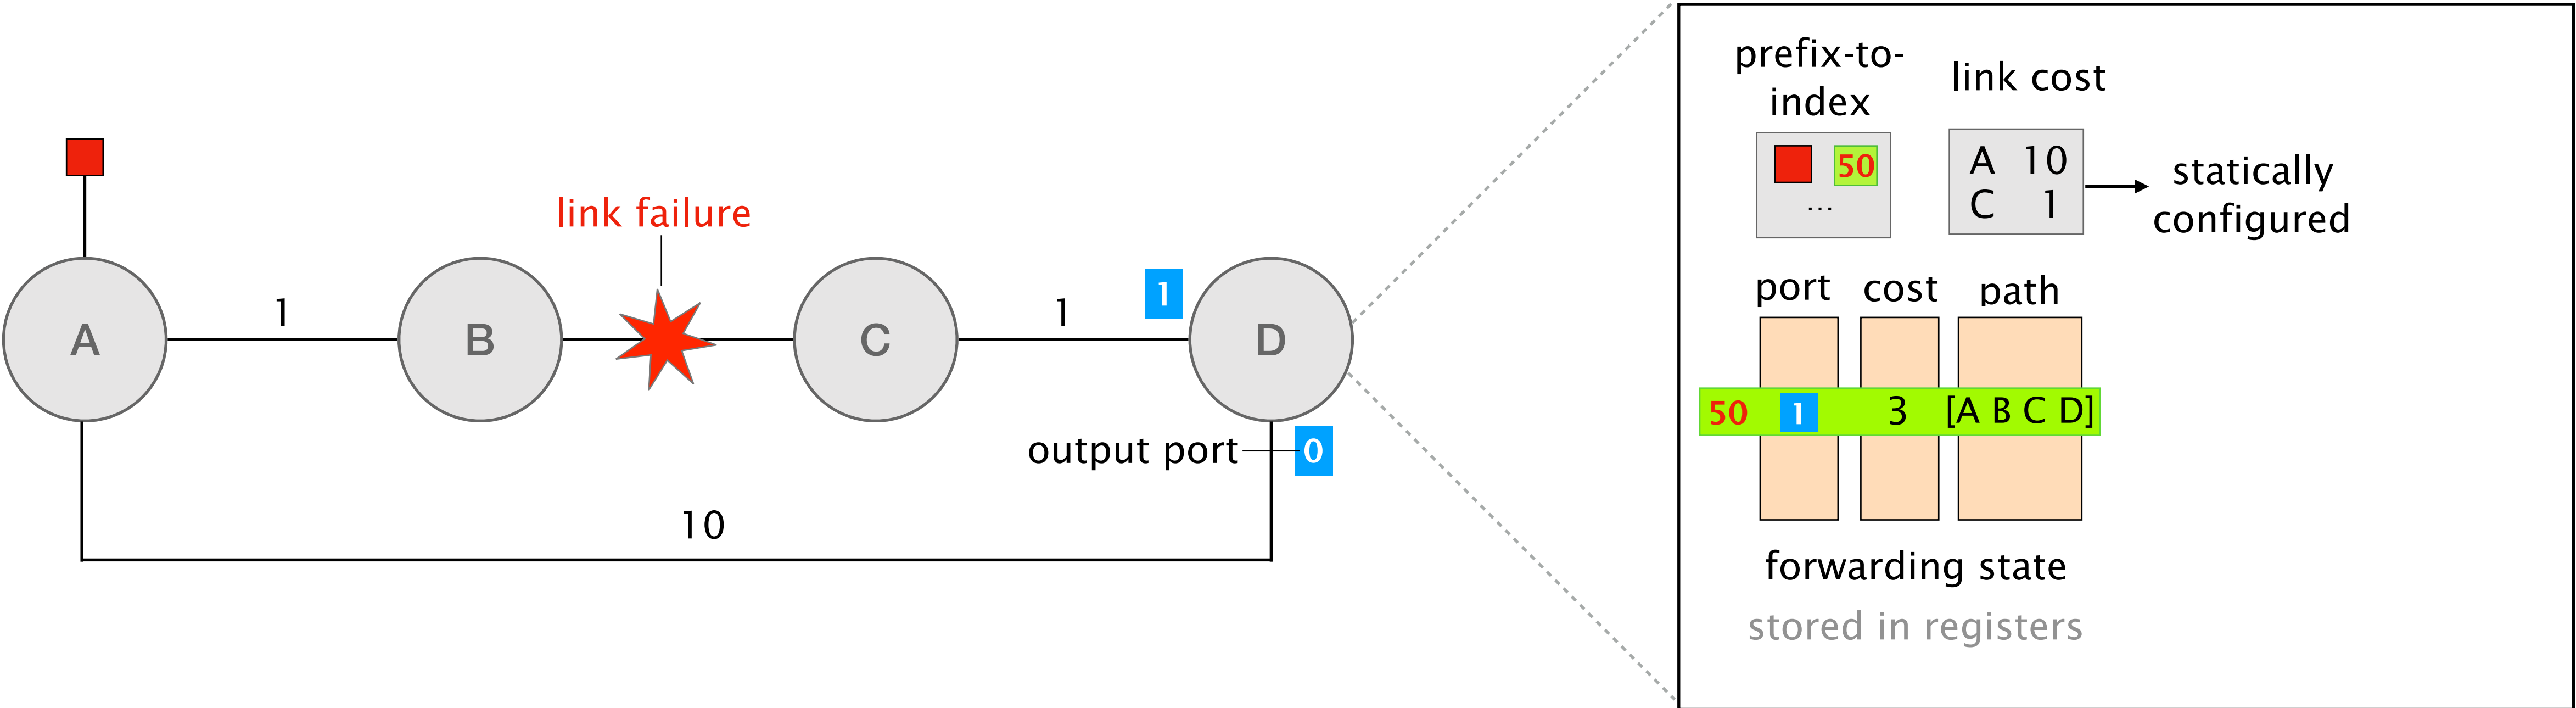 link failure
A
1
B
C
1
1
D
output port
0
10
prefix-to-
index
50
...
link cost
A 10
C 1
statically
configured
port cost path
50 1 3 [A B C D]
forwarding state
stored in registers